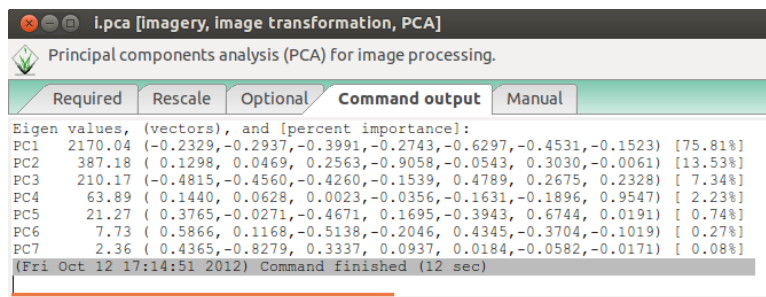 i.pca [imagery, image transformation, PCA]
Principal components analysis (PCA) for image processing.
Required Rescale Optional Command output Manual
Eigen values, (vectors), and [percent importance]:
PC1 2170.04 (-0.2329,-0.2937,-0.3991,-0.2743,-0.6297,-0.4531,-0.1523) [75.81%]
PC2 387.18 ( 0.1298, 0.0469, 0.2563,-0.9058,-0.0543, 0.3030,-0.0061) [13.53%]
PC3 210.17 (-0.4815,-0.4560,-0.4260,-0.1539, 0.4789, 0.2675, 0.2328) [ 7.34%]
PC4 63.89 ( 0.1440, 0.0628, 0.0023,-0.0356,-0.1631,-0.1896, 0.9547) [ 2.23%]
PC5 21.27 ( 0.3765,-0.0271,-0.4671, 0.1695,-0.3943, 0.6744, 0.0191) [ 0.74%]
PC6 7.73 ( 0.5866, 0.1168,-0.5138,-0.2046, 0.4345,-0.3704,-0.1019) [ 0.27%]
PC7 2.36 ( 0.4365,-0.8279, 0.3337, 0.0937, 0.0184,-0.0582,-0.0171) [ 0.08%]
(Fri Oct 12 17:14:51 2012) Command finished (12 sec)